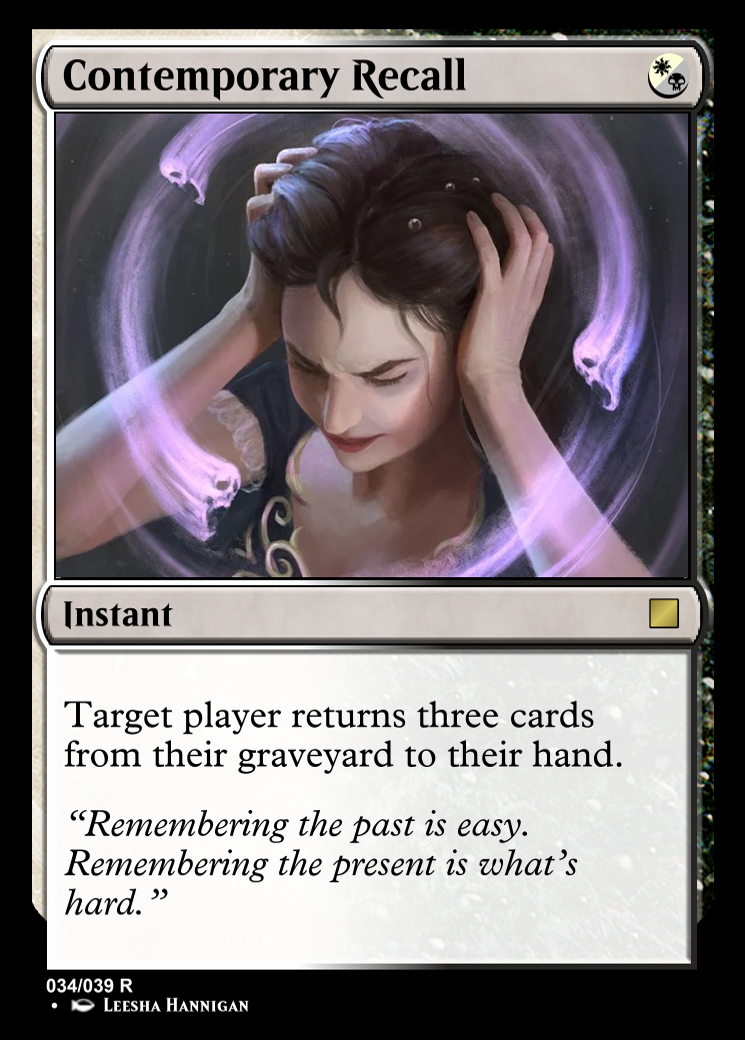 Contemporary Recall
Instant
Target player returns three cards
from their graveyard to their hand.
“Remembering the past is easy.
Remembering the present is what’s
hard.”
034/039 R
• Leesha Hannigan